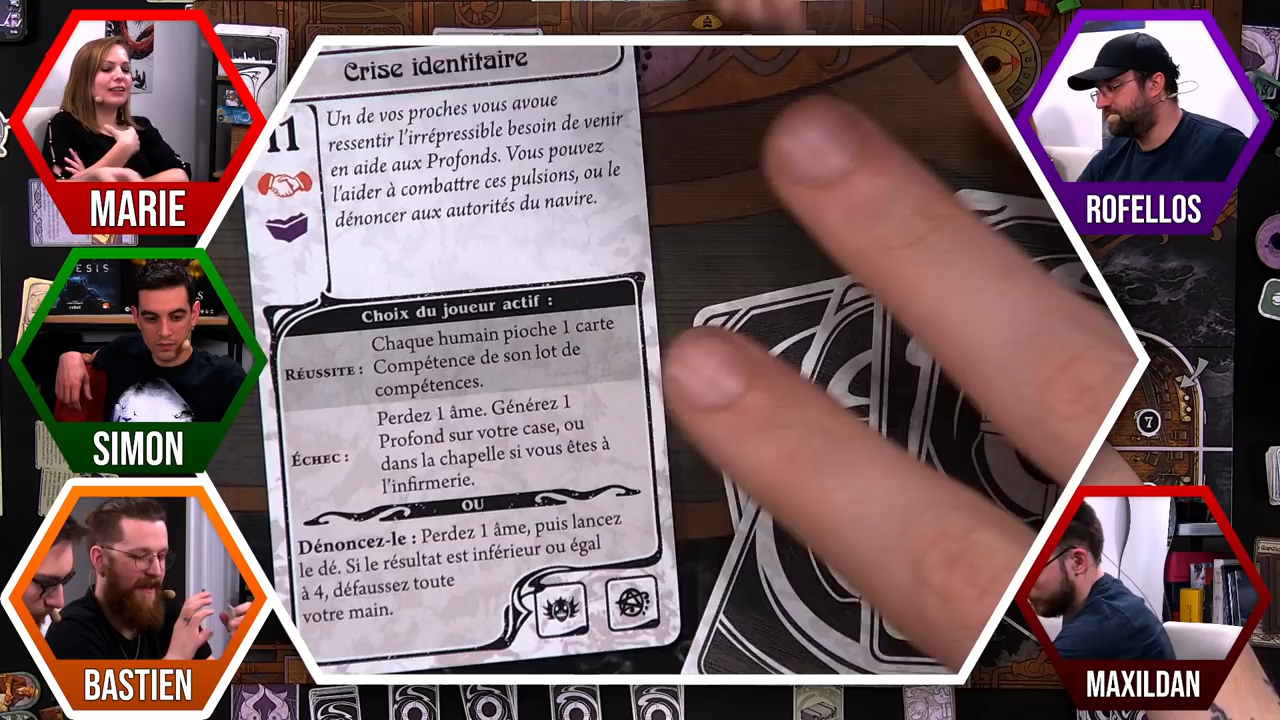 Crise identitaire
11
Un de vos proches vous avoue
ressentir l'irrépressible besoin de venir
en aide aux Profonds. Vous pouvez
l'aider à combattre ces pulsions, ou le
dénoncer aux autorités du navire.
Choix du joueur actif :
RÉUSSITE : Chaque humain pioche 1 carte
Compétence de son lot de
compétences.
ÉCHEC : Perdez 1 âme. Générez 1
Profond sur votre case, ou
dans la chapelle si vous êtes à
l'infirmerie.
OU
Dénoncez-le : Perdez 1 âme, puis lancez
le dé. Si le résultat est inférieur ou égal
à 4, défaussez toute
votre main.
MARIE
SIMON
BASTIEN
ROFELLOS
MAXILDAN
7